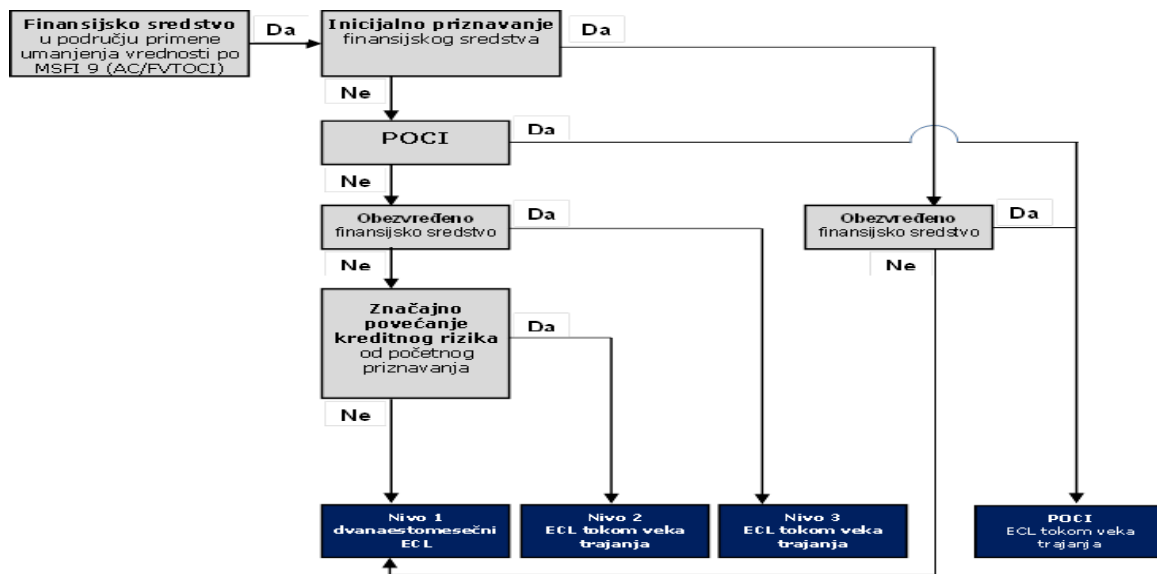 Finansijsko sredstvo
u području primene
umanjenja vrednosti po
MSFI 9 (AC/FVTOCI)
Da
Inicijalno priznavanje
finansijskog sredstva
Da
Ne
POCI
Da
Ne
Obezvređeno
finansijsko sredstvo
Da
Obezvređeno
finansijsko sredstvo
Da
Ne
Ne
Značajno
povećanje
kreditnog rizika
od početnog
priznavanja
Da
Ne
Nivo 1
dvanaestomesečni
ECL
Nivo 2
ECL tokom veka
trajanja
Nivo 3
ECL tokom veka
trajanja
POCI
ECL tokom veka
trajanja